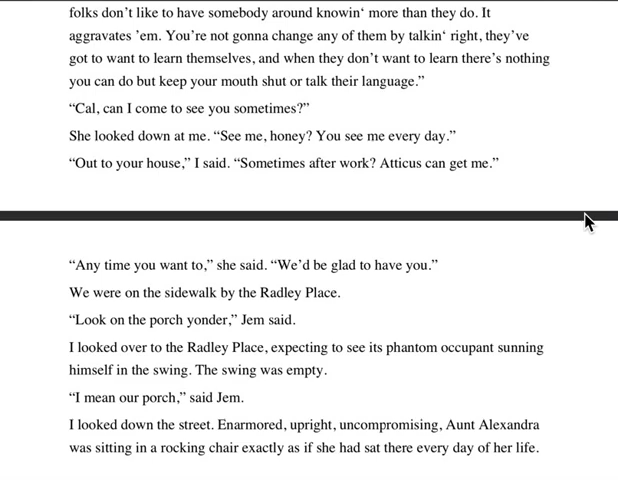 folks don’t like to have somebody around knowin‘ more than they do. It
aggravates ’em. You’re not gonna change any of them by talkin‘ right, they’ve
got to want to learn themselves, and when they don’t want to learn there’s nothing
you can do but keep your mouth shut or talk their language.”
“Cal, can I come to see you sometimes?”
She looked down at me. “See me, honey? You see me every day.”
“Out to your house,” I said. “Sometimes after work? Atticus can get me.”
“Any time you want to,” she said. “We’d be glad to have you.”
We were on the sidewalk by the Radley Place.
“Look on the porch yonder,” Jem said.
I looked over to the Radley Place, expecting to see its phantom occupant sunning
himself in the swing. The swing was empty.
“I mean our porch,” said Jem.
I looked down the street. Enarmored, upright, uncompromising, Aunt Alexandra
was sitting in a rocking chair exactly as if she had sat there every day of her life.